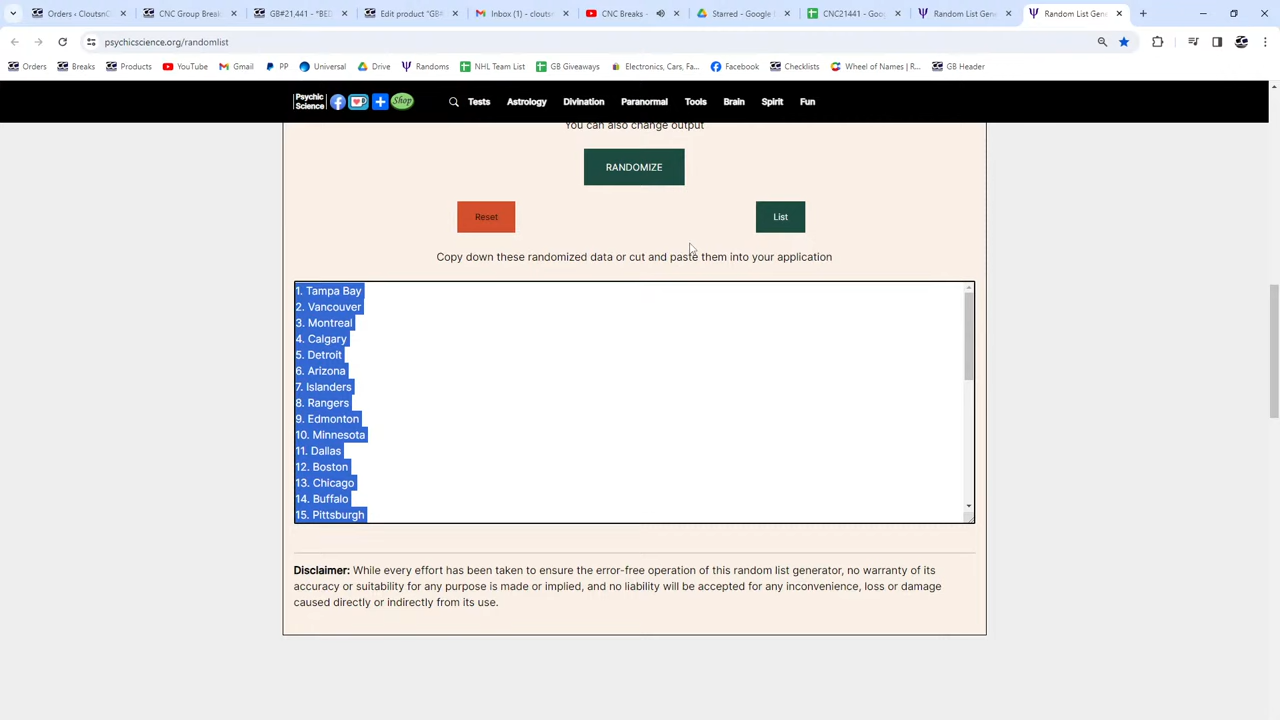 Orders ‹ CloutsnC
CNC Group Break
GB#21,441 - "BED
Edit product "GB#
Inbox (1) - clouts
CNC Breaks -
Starred - Google
CNC21441 - Goo
Random List Gene
Random List Gene
psychicscience.org/randomlist
Orders
Breaks
Products
YouTube
Gmail
PP
Universal
Drive
Randoms
NHL Team List
GB Giveaways
Electronics, Cars, Fa...
Facebook
Checklists
Wheel of Names | R...
GB Header
Psychic
Science
Shop
Tests
Astrology
Divination
Paranormal
Tools
Brain
Spirit
Fun
You can also change output
RANDOMIZE
Reset
List
Copy down these randomized data or cut and paste them into your application
1. Tampa Bay
2. Vancouver
3. Montreal
4. Calgary
5. Detroit
6. Arizona
7. Islanders
8. Rangers
9. Edmonton
10. Minnesota
11. Dallas
12. Boston
13. Chicago
14. Buffalo
15. Pittsburgh
Disclaimer: While every effort has been taken to ensure the error-free operation of this random list generator, no warranty of its
accuracy or suitability for any purpose is made or implied, and no liability will be accepted for any inconvenience, loss or damage
caused directly or indirectly from its use.